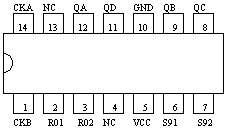 CKA NC QA QD GND QB QC
14 13 12 11 10 9 8
1 2 3 4 5 6 7
CKB R01 R02 NC VCC S91 S92